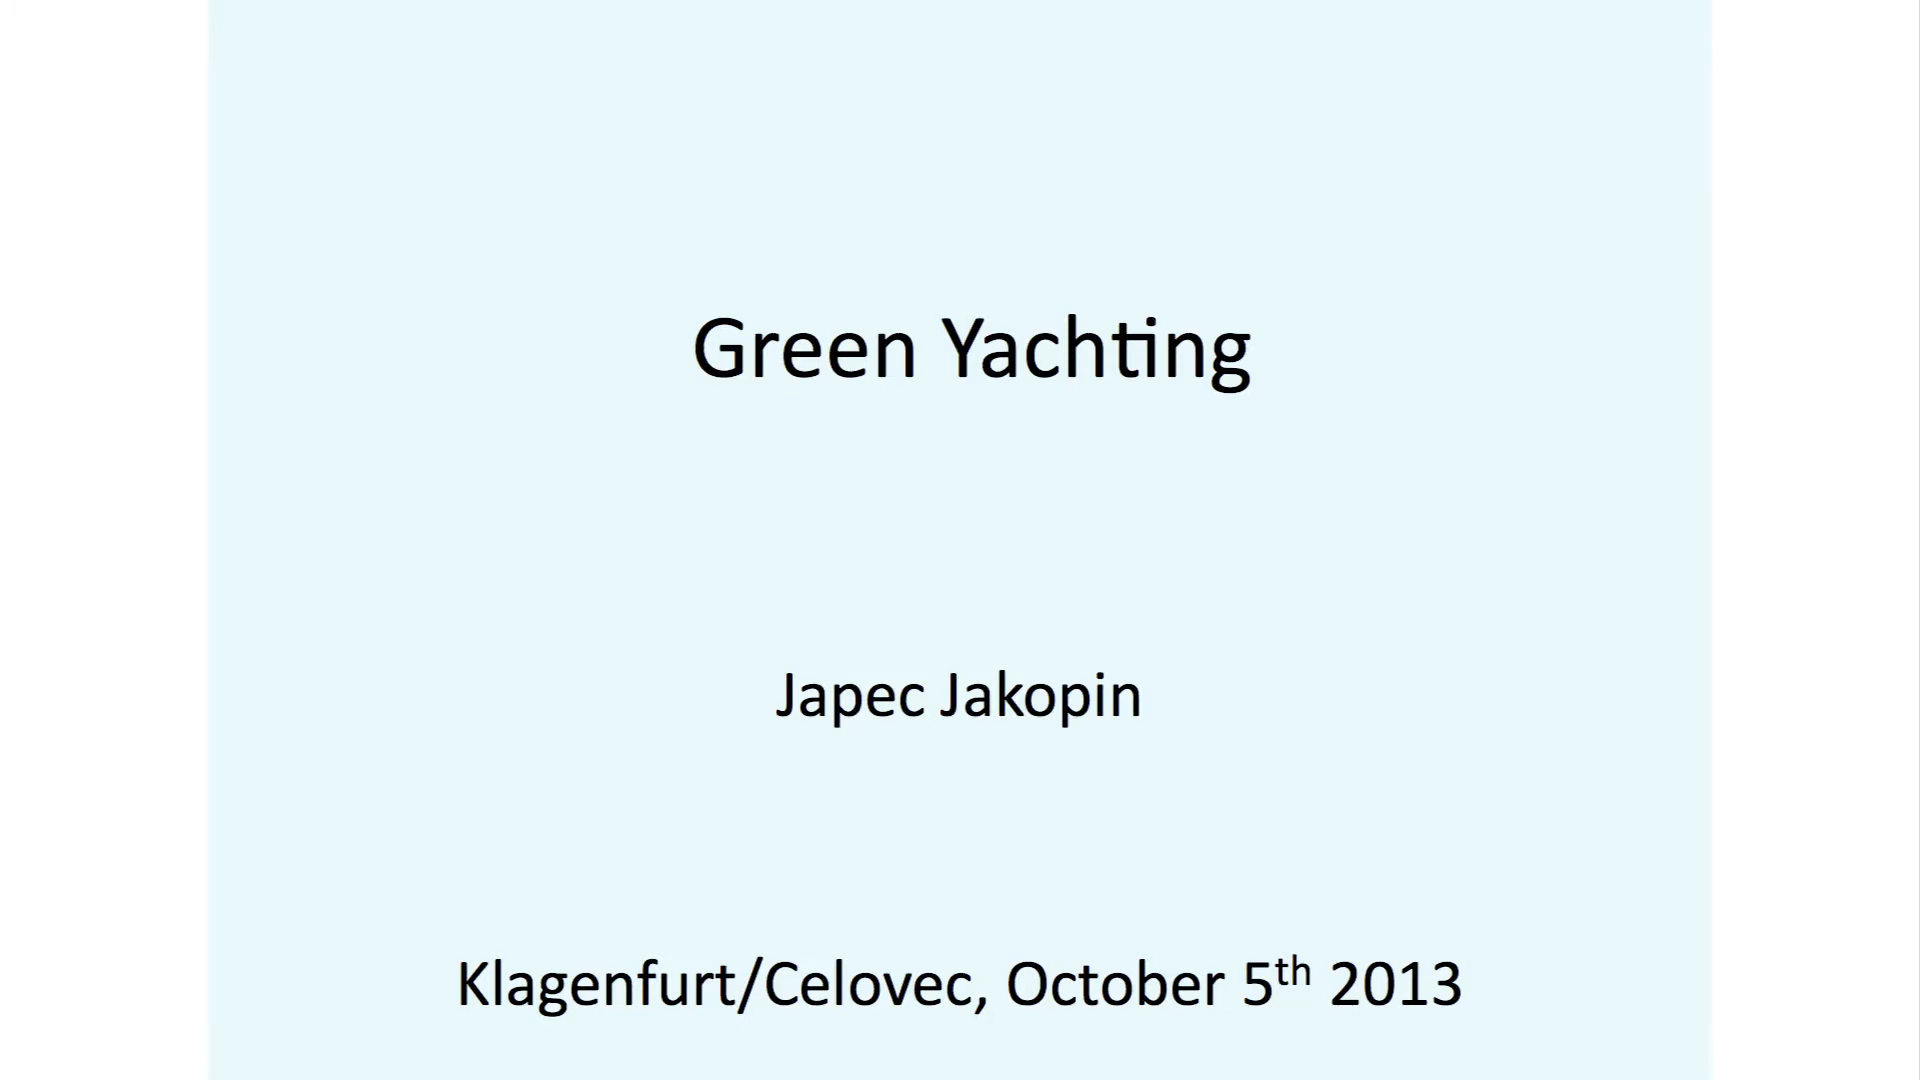 Green Yachting
Japec Jakopin
Klagenfurt/Celovec, October 5th 2013